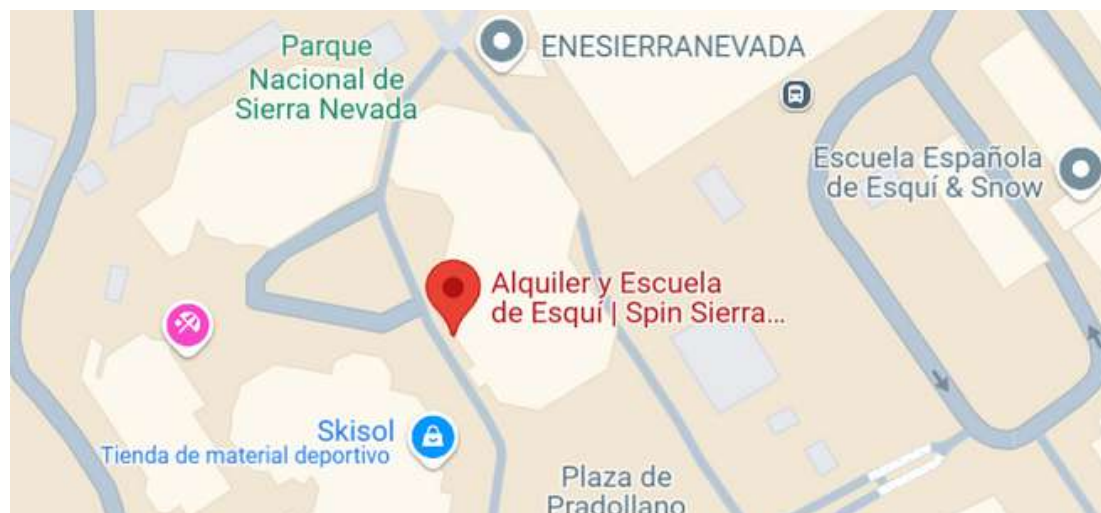 Parque
Nacional de
Sierra Nevada
ENESIERRANEVADA
Escuela Española
de Esquí & Snow
Alquiler y Escuela
de Esquí | Spin Sierra...
Skisol
Tienda de material deportivo
Plaza de
Pradollano